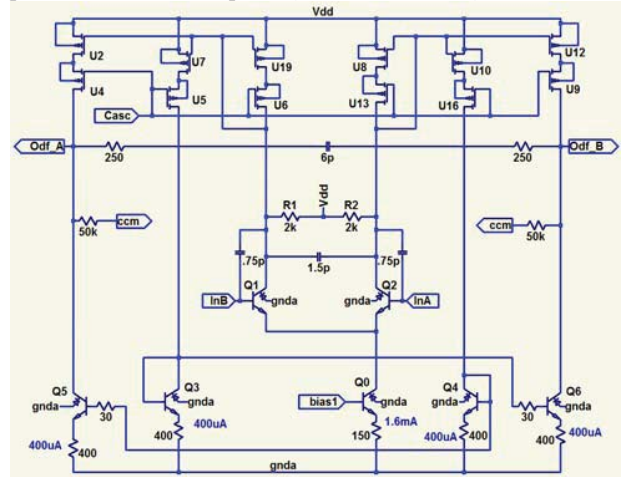 Vdd
U2
U7
U19
U8
U10
U12
U4
U5
U6
U13
U16
U9
Casc
Odf_A
250
6p
250
Odf_B
Vdd
R1
R2
2k
2k
50k
ccm
ccm
50k
.75p
1.5p
.75p
InB
Q1
gnda
Q2
gnda
InA
Q5
gnda
30
Q3
gnda
400uA
bias1
Q0
gnda
1.6mA
Q4
gnda
30
Q6
gnda
400uA
400
400
150
400uA
400
400
400uA
gnda